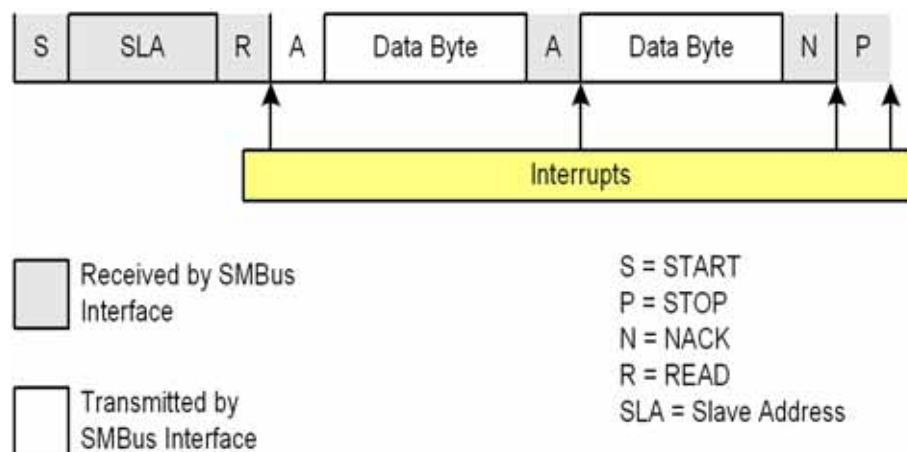 S SLA R A Data Byte A Data Byte N P
Interrupts
Received by SMBus
Interface
Transmitted by
SMBus Interface
S = START
P = STOP
N = NACK
R = READ
SLA = Slave Address